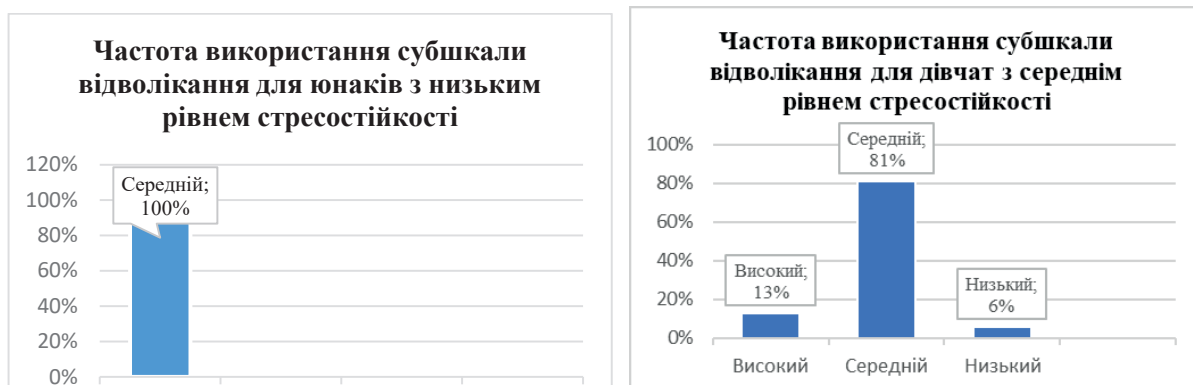 Частота використання субшкали
відволікання для юнаків з низьким
рівнем стресостійкості
120%
100%
80%
60%
40%
20%
0%
Середній;
100%
Частота використання субшкали
відволікання для дівчат з середнім
рівнем стресостійкості
100%
80%
60%
40%
20%
0%
Високий;
13%
Середній;
81%
Низький;
6%
Високий Середній Низький